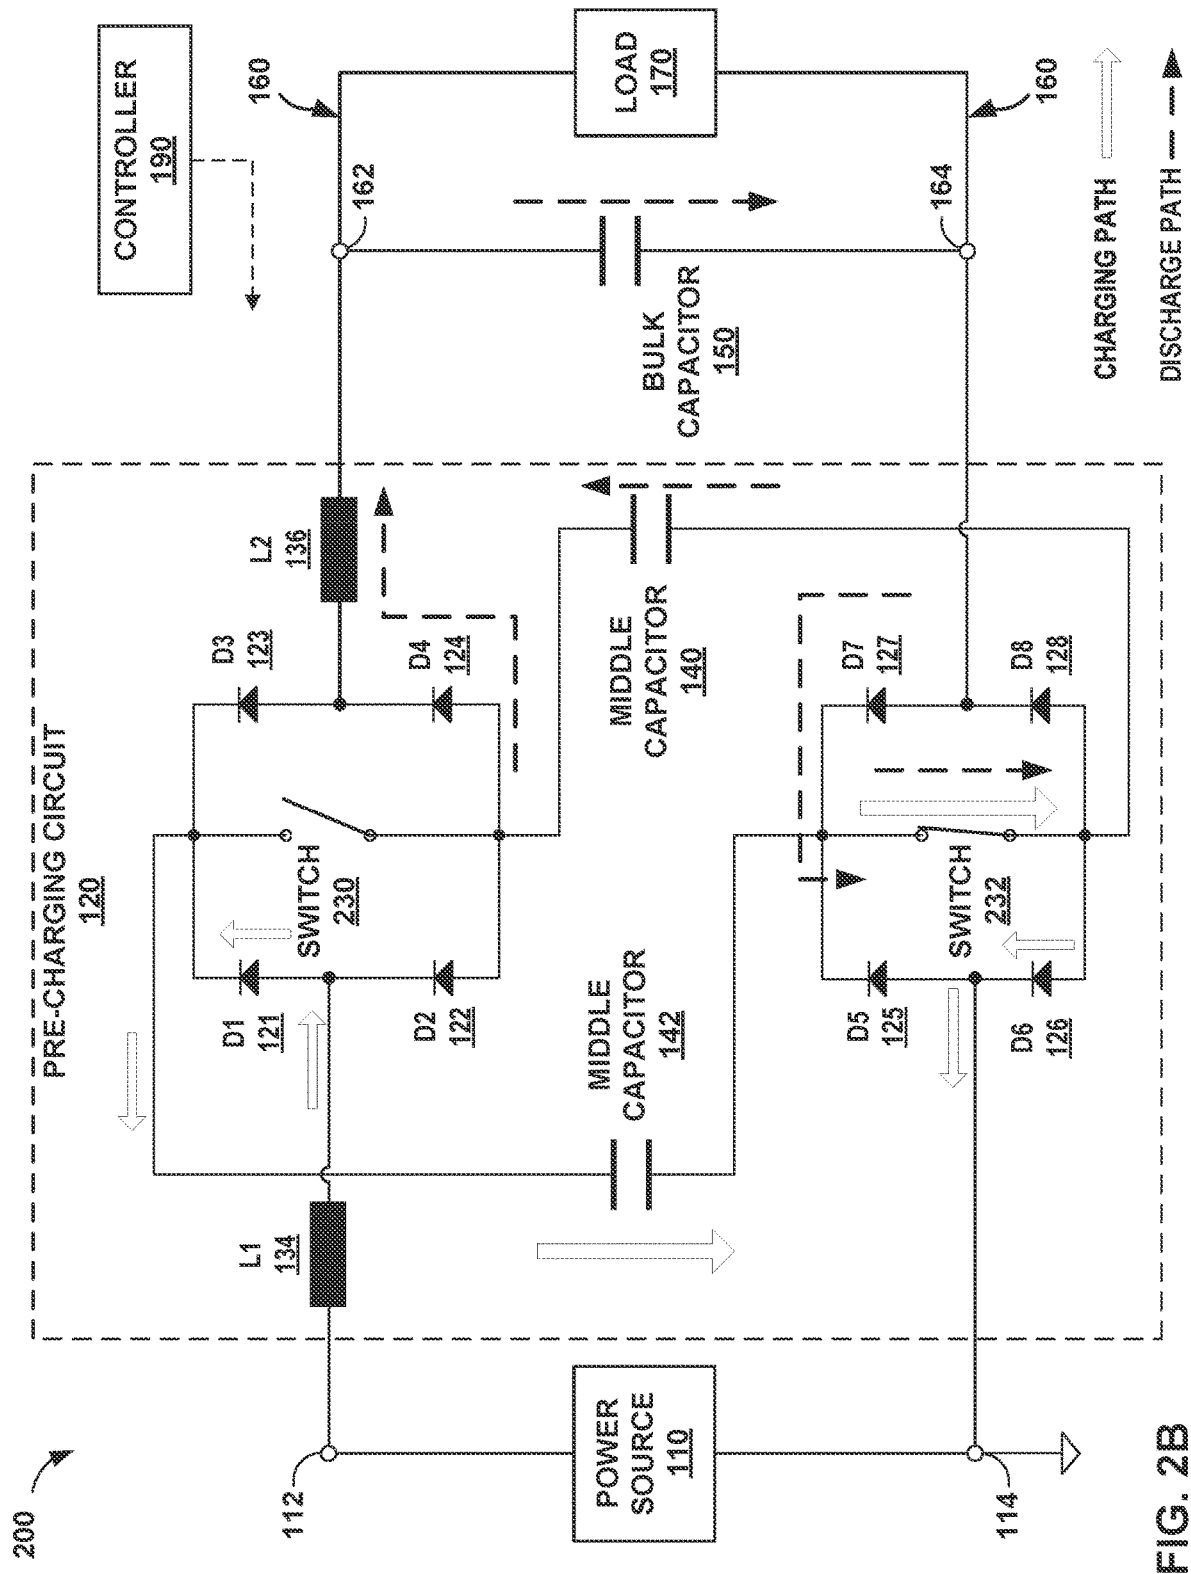 200
CONTROLLER
190
PRE-CHARGING CIRCUIT
120
112
L1
134
D1
121
D2
122
SWITCH
230
D3
123
D4
124
L2
136
160
162
POWER
SOURCE
110
MIDDLE
CAPACITOR
142
MIDDLE
CAPACITOR
140
BULK
CAPACITOR
150
LOAD
170
114
D5
125
D6
126
SWITCH
232
D7
127
D8
128
164
160
CHARGING PATH
DISCHARGE PATH
FIG. 2B